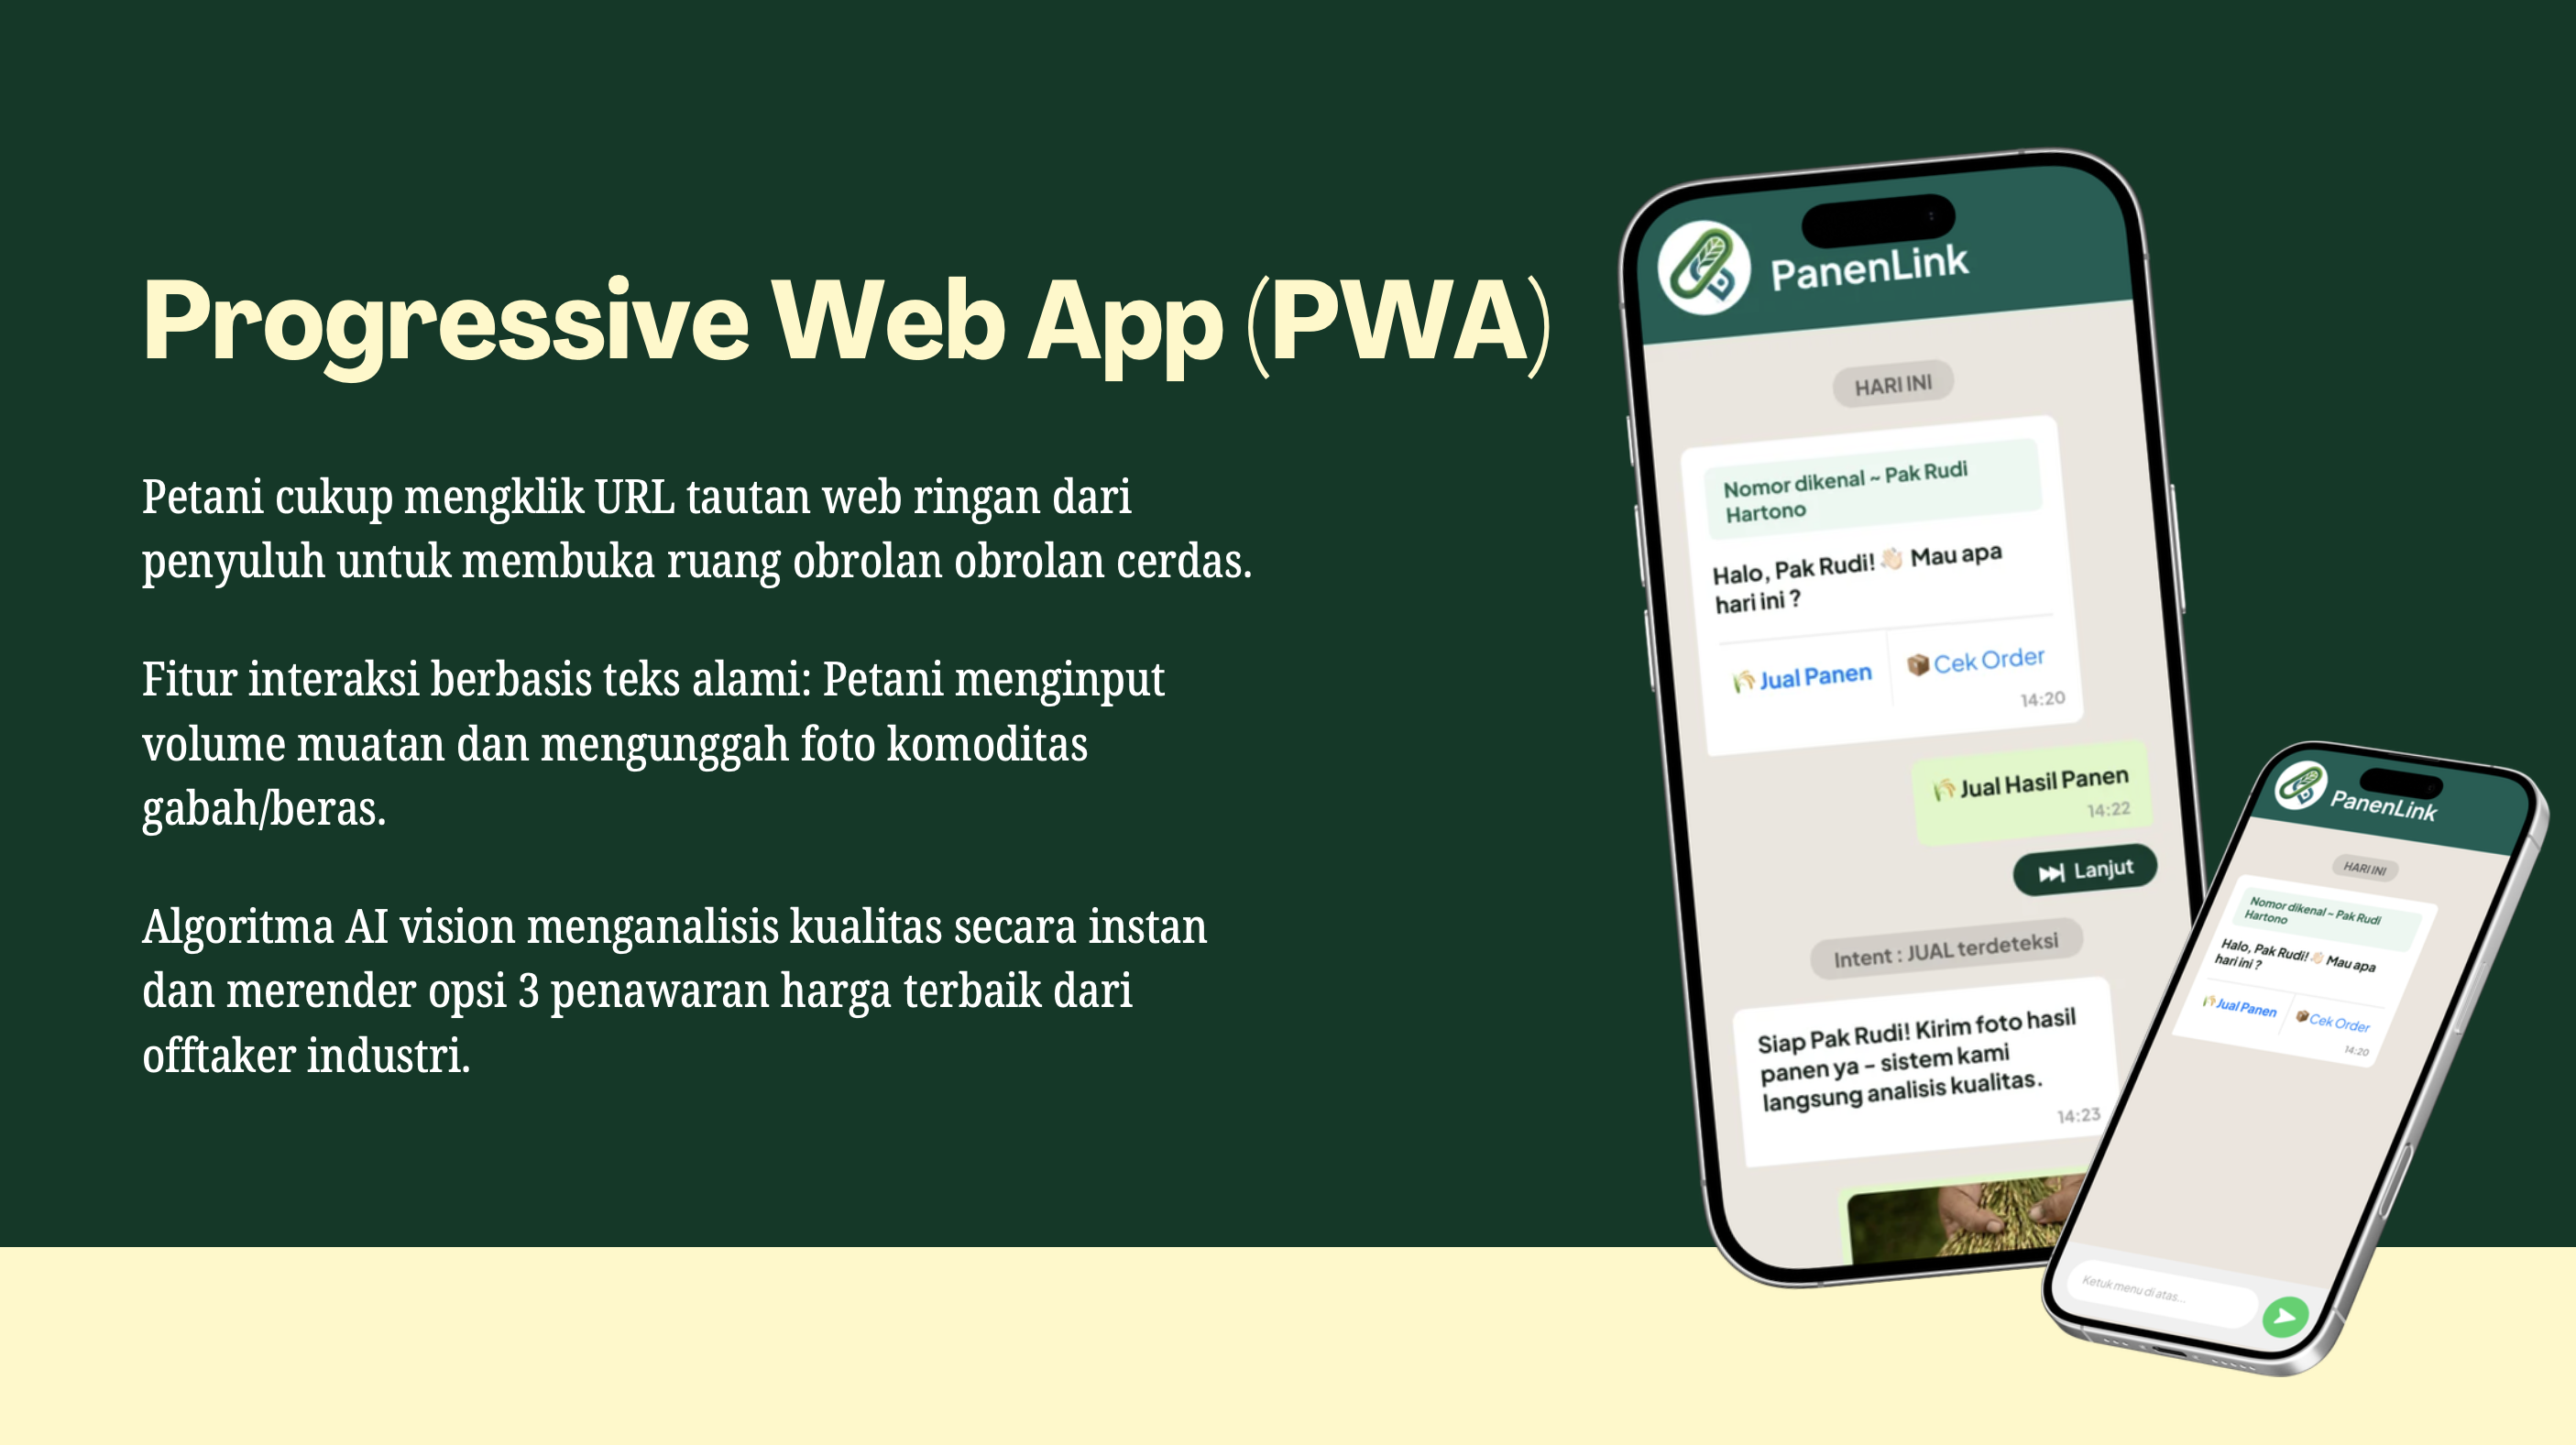 Progressive Web App (PWA)
Petani cukup mengklik URL tautan web ringan dari
penyuluh untuk membuka ruang obrolan obrolan cerdas.
Fitur interaksi berbasis teks alami: Petani menginput
volume muatan dan mengunggah foto komoditas
gabah/beras.
Algoritma AI vision menganalisis kualitas secara instan
dan merender opsi 3 penawaran harga terbaik dari
offtaker industri.
PanenLink
HARI INI
Nomor dikenal ~ Pak Rudi
Hartono
Halo, Pak Rudi! 👋🏻 Mau apa
hari ini ?
🌾Jual Panen
📦Cek Order
14:20
🌾Jual Hasil Panen
14:22
⏭ Lanjut
Intent : JUAL terdeteksi
Siap Pak Rudi! Kirim foto hasil
panen ya – sistem kami
langsung analisis kualitas.
14:23
PanenLink
HARI INI
Nomor dikenal ~ Pak Rudi
Hartono
Halo, Pak Rudi! 👋🏻 Mau apa
hari ini ?
🌾Jual Panen
📦Cek Order
14:20
Ketuk menu di atas...